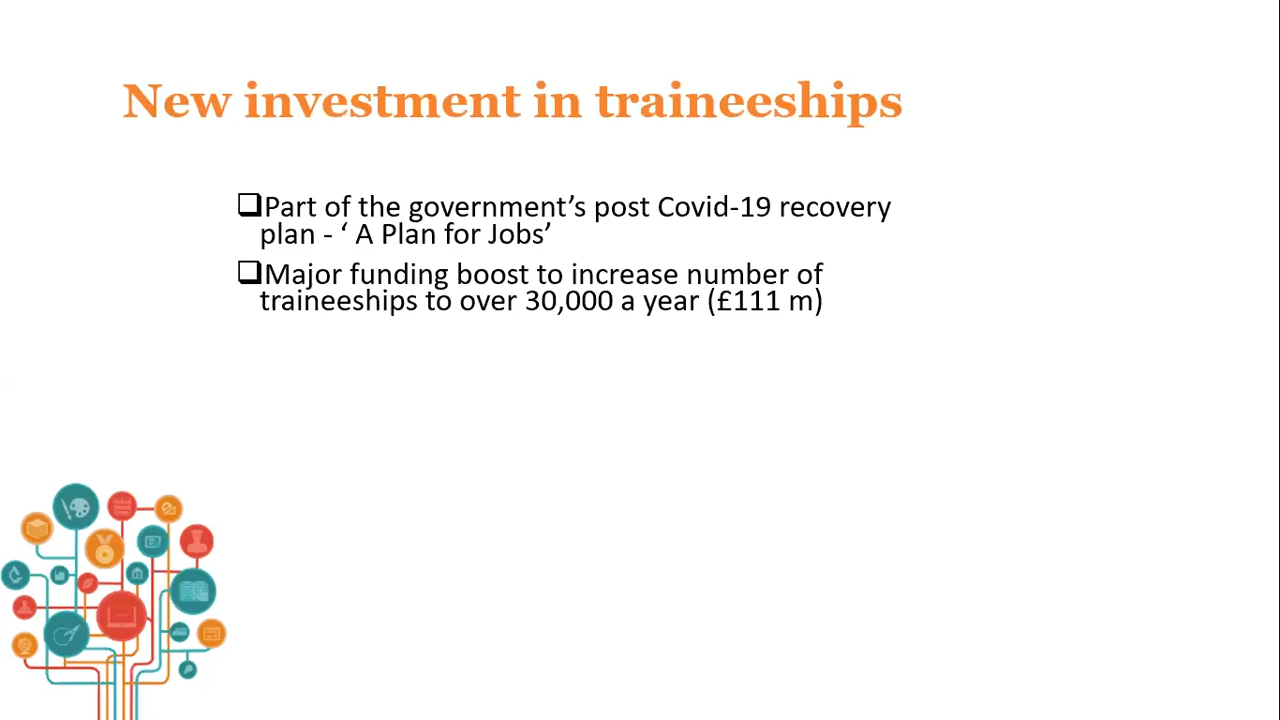 New investment in traineeships
❑Part of the government’s post Covid-19 recovery
plan - ‘ A Plan for Jobs’
❑Major funding boost to increase number of
traineeships to over 30,000 a year (£111 m)